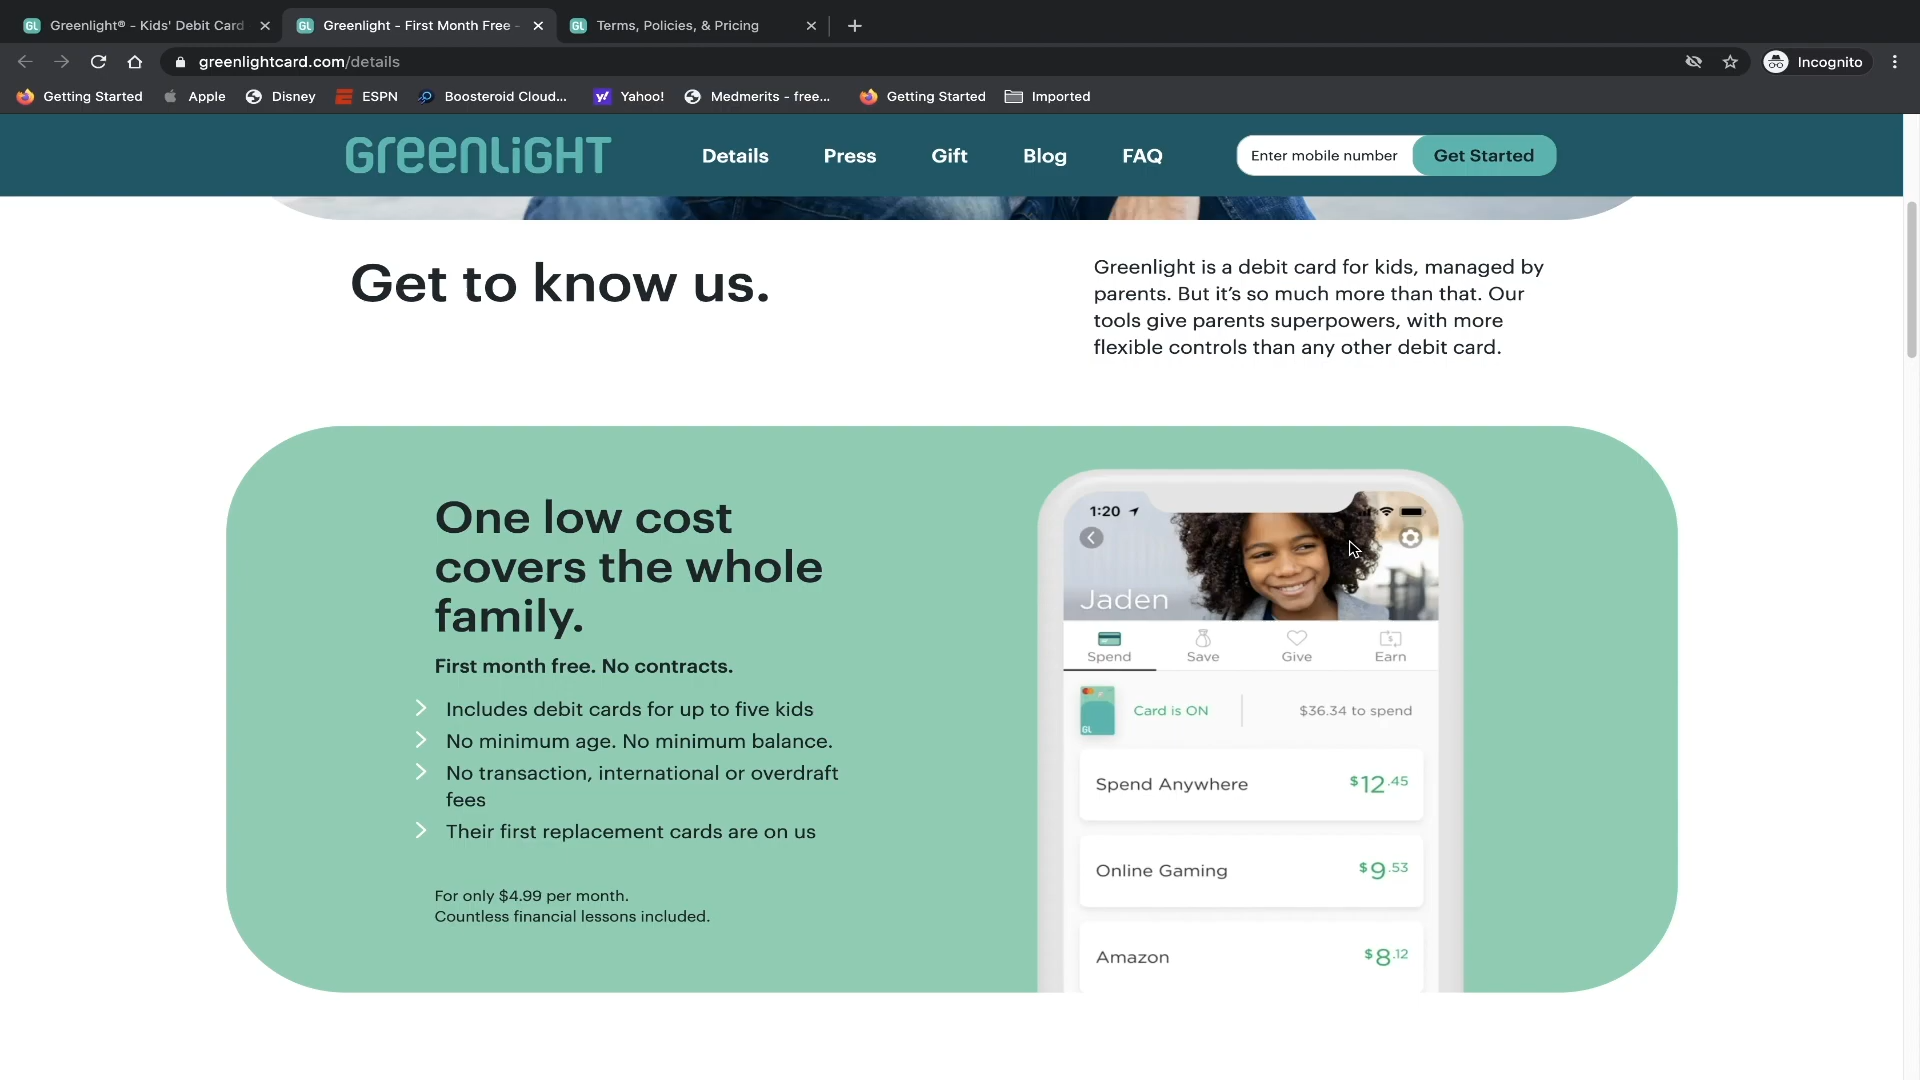 Greenlight® - Kids' Debit Card
Greenlight - First Month Free -
Terms, Policies, & Pricing
greenlightcard.com/details
Incognito
Getting Started
Apple
Disney
ESPN
Boosteroid Cloud...
Yahoo!
Medmerits - free...
Getting Started
Imported
GREENLIGHT
Details
Press
Gift
Blog
FAQ
Enter mobile number
Get Started
Get to know us.
Greenlight is a debit card for kids, managed by
parents. But it's so much more than that. Our
tools give parents superpowers, with more
flexible controls than any other debit card.
One low cost
covers the whole
family.
First month free. No contracts.
Includes debit cards for up to five kids
No minimum age. No minimum balance.
No transaction, international or overdraft
fees
Their first replacement cards are on us
For only $4.99 per month.
Countless financial lessons included.
1:20
Jaden
Spend
Save
Give
Earn
GL
Card is ON
$36.34 to spend
Spend Anywhere
$12.45
Online Gaming
$9.53
Amazon
$8.12